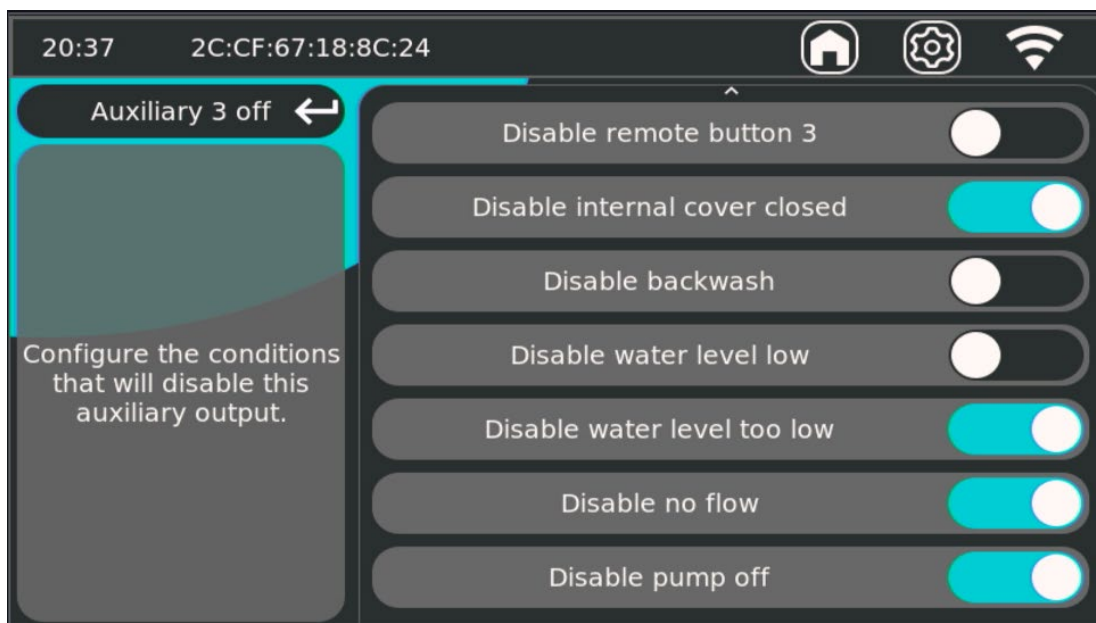 20:37 2C:CF:67:18:8C:24
Auxiliary 3 off
Configure the conditions
that will disable this
auxiliary output.
Disable remote button 3
Disable internal cover closed
Disable backwash
Disable water level low
Disable water level too low
Disable no flow
Disable pump off